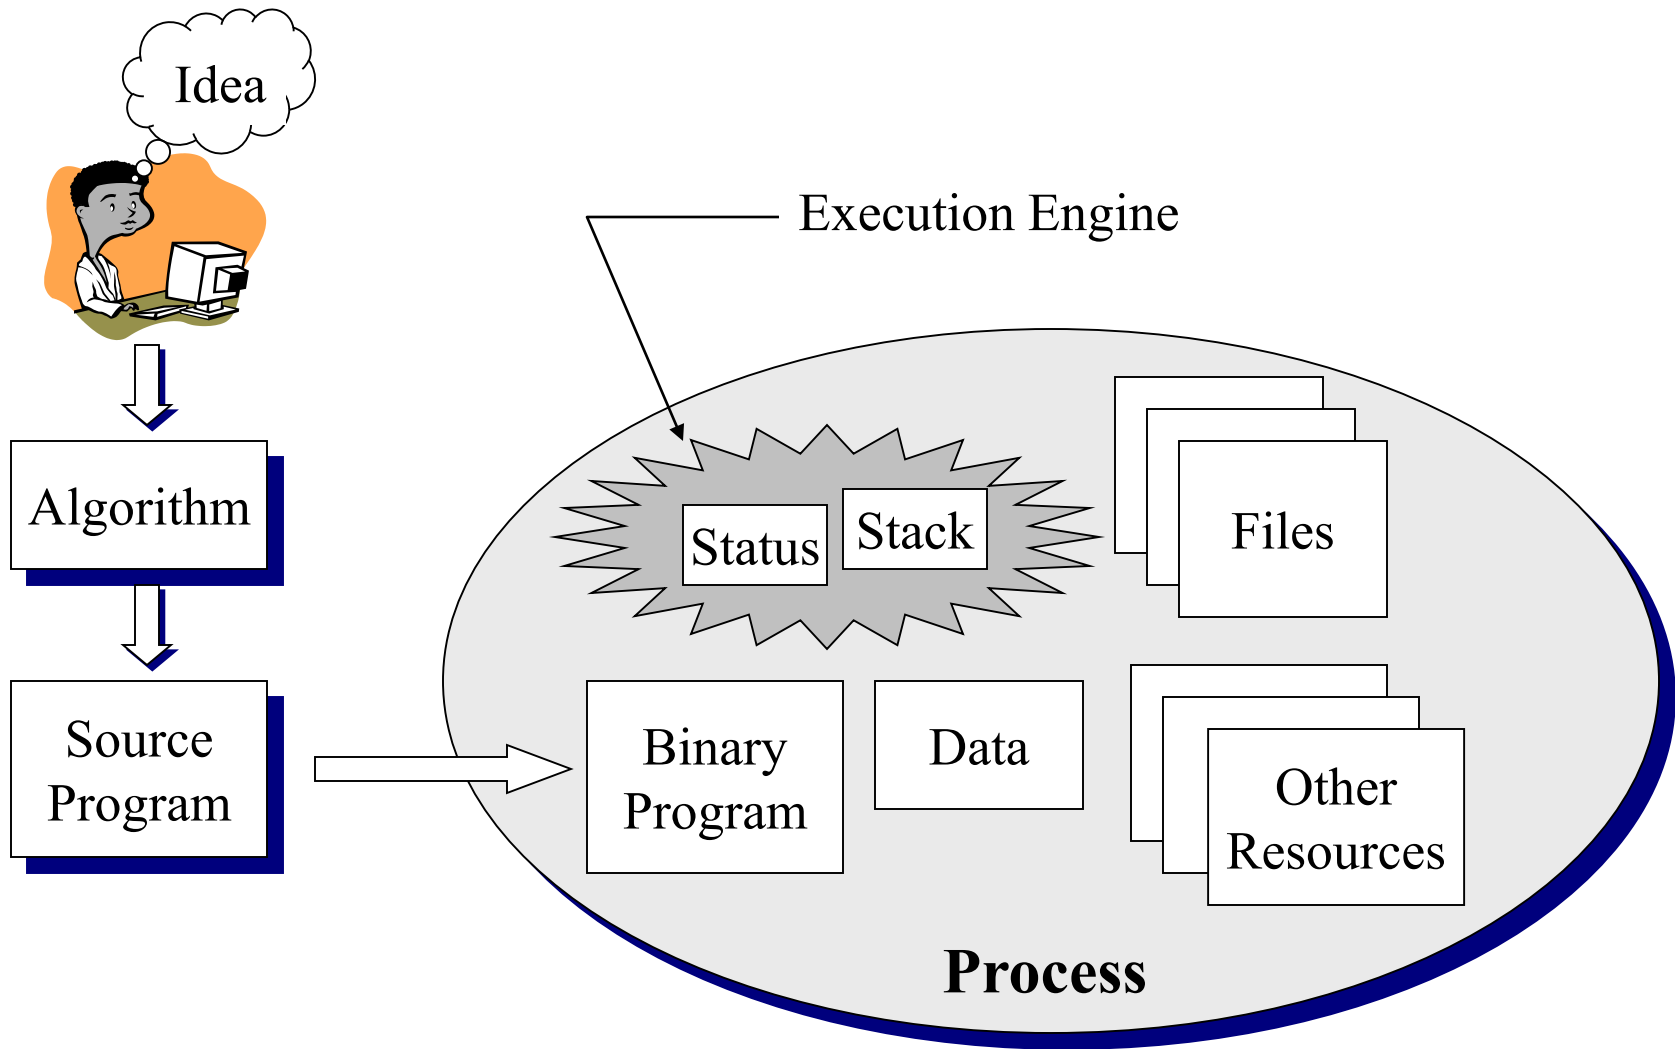 Idea
Execution Engine
Algorithm
Status
Stack
Files
Source
Program
Binary
Program
Data
Other
Resources
Process